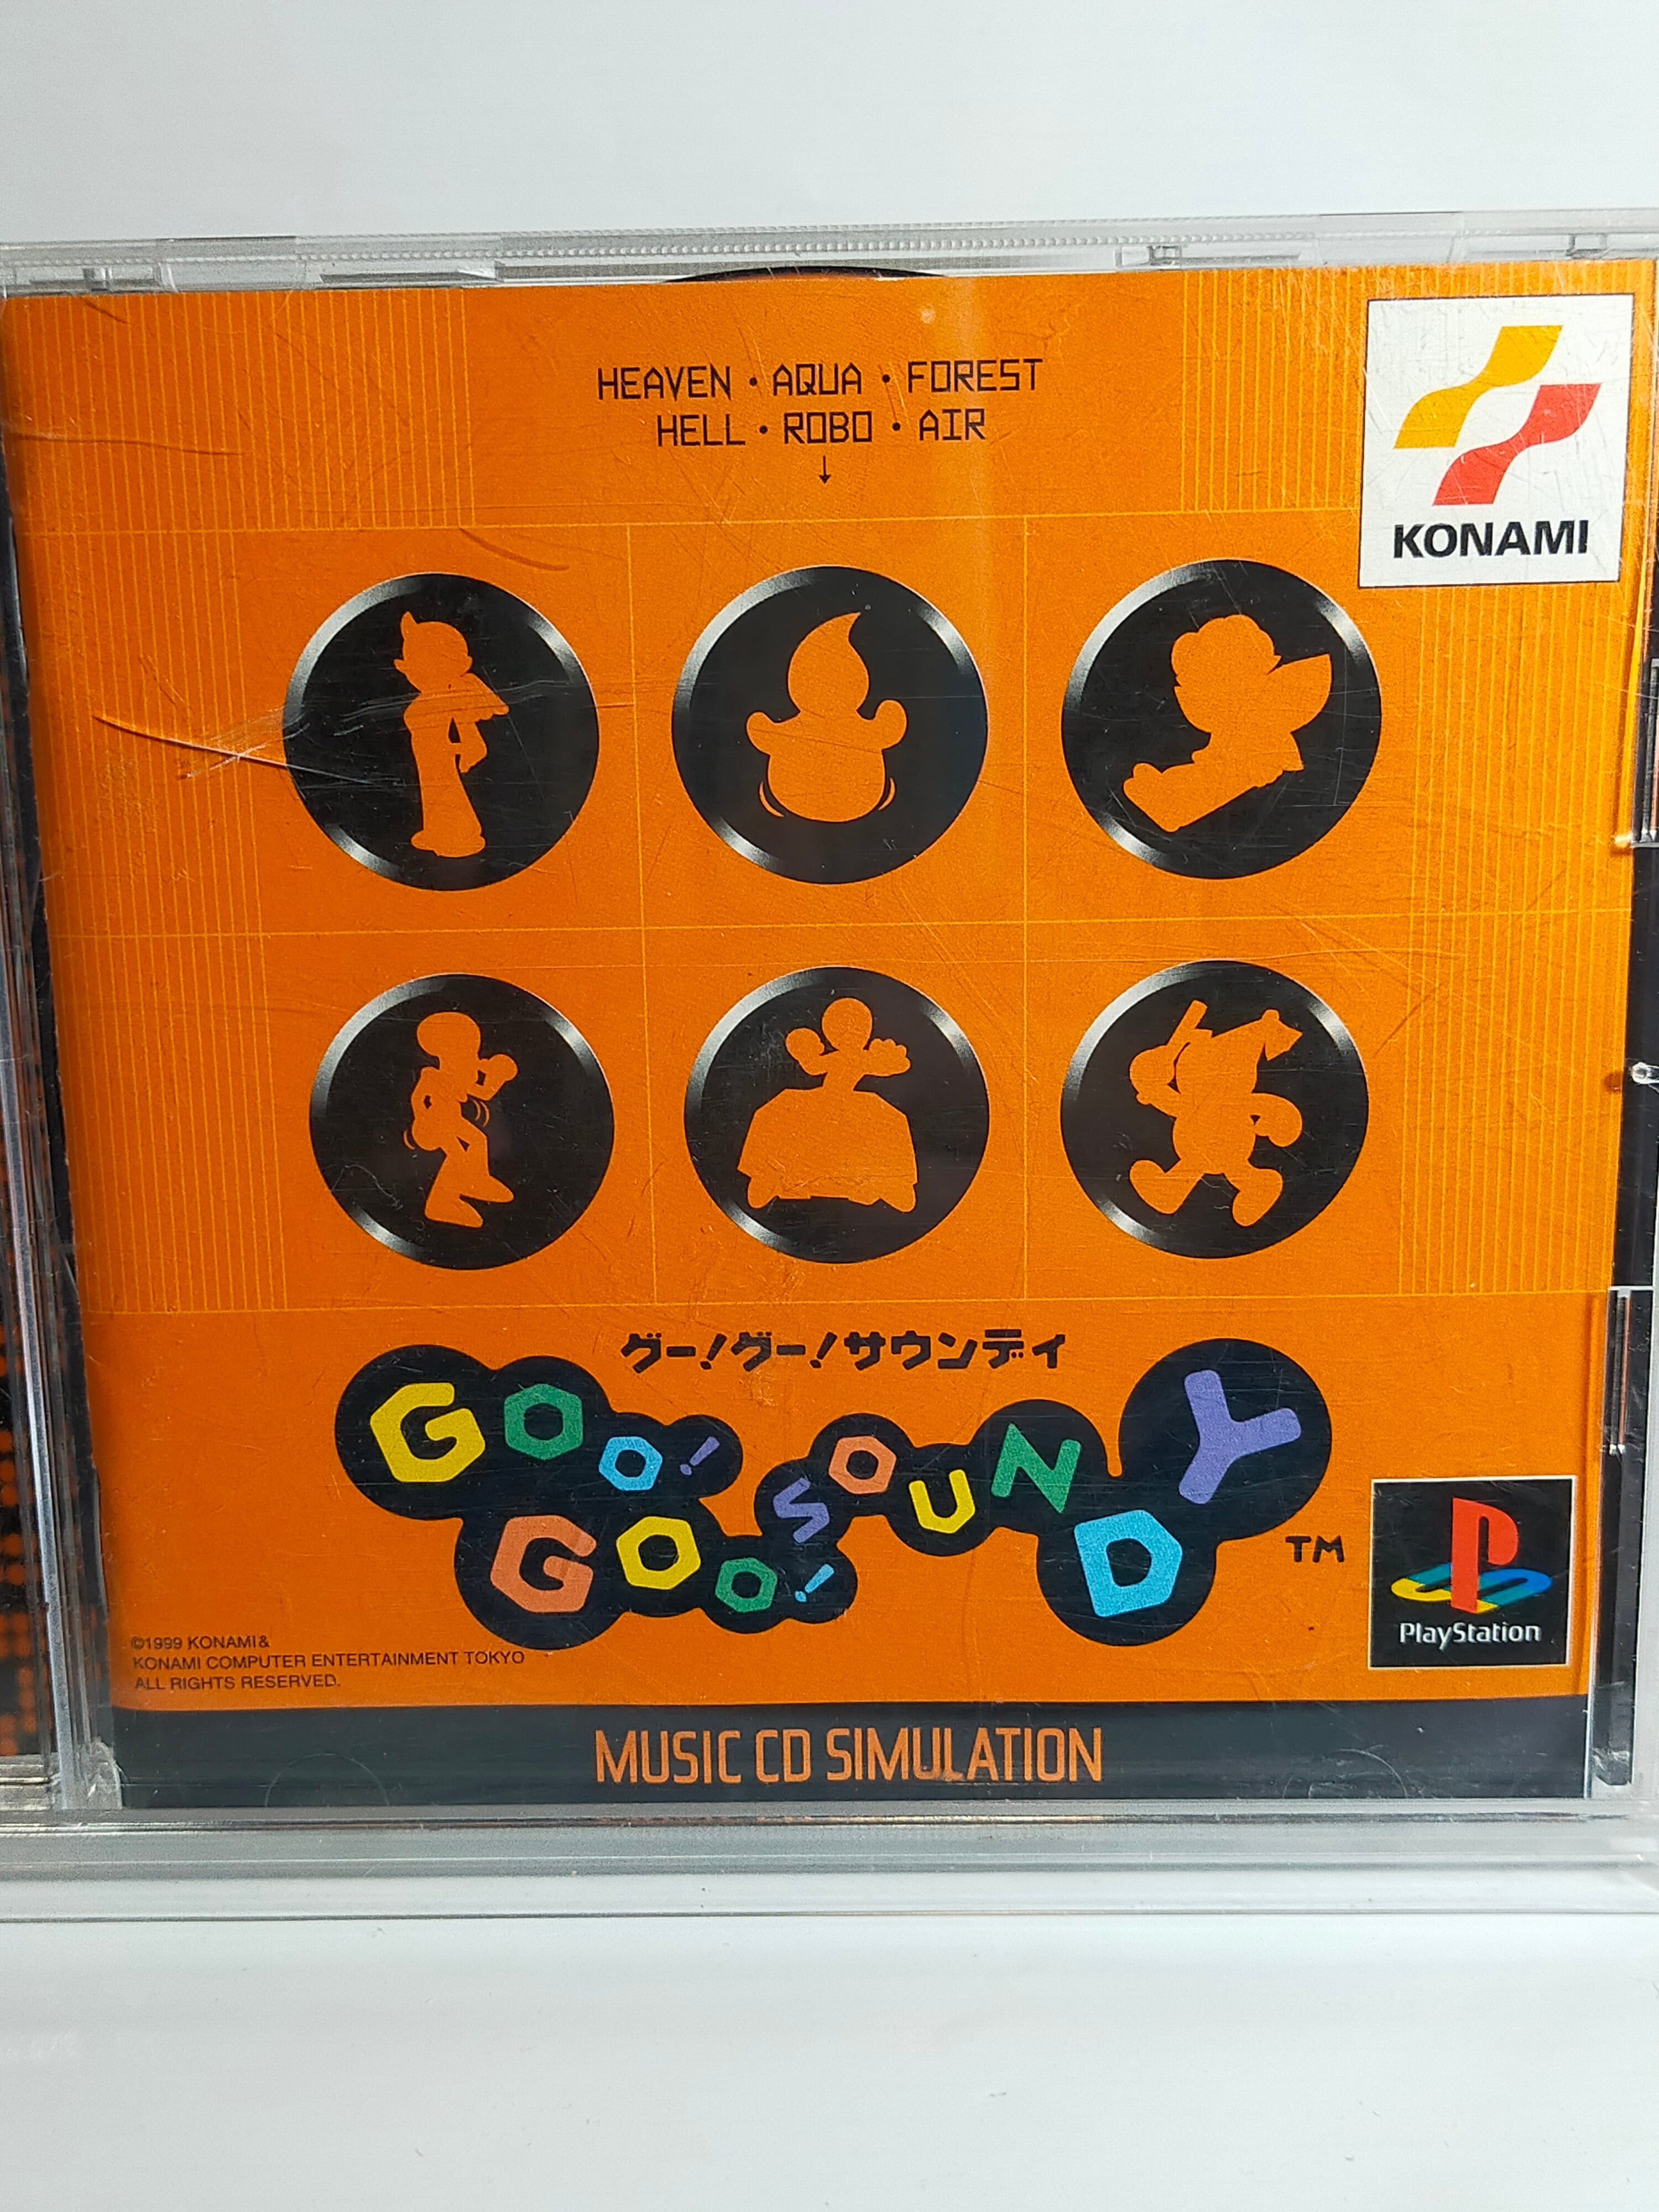 HEAVEN・AQUA・FOREST
HELL・ROBO・AIR
↓
KONAMI
グー!グー!サウンディ
GOO!
GOO!
SOUNDY
TM
PlayStation
©1999 KONAMI&
KONAMI COMPUTER ENTERTAINMENT TOKYO
ALL RIGHTS RESERVED.
MUSIC CD SIMULATION